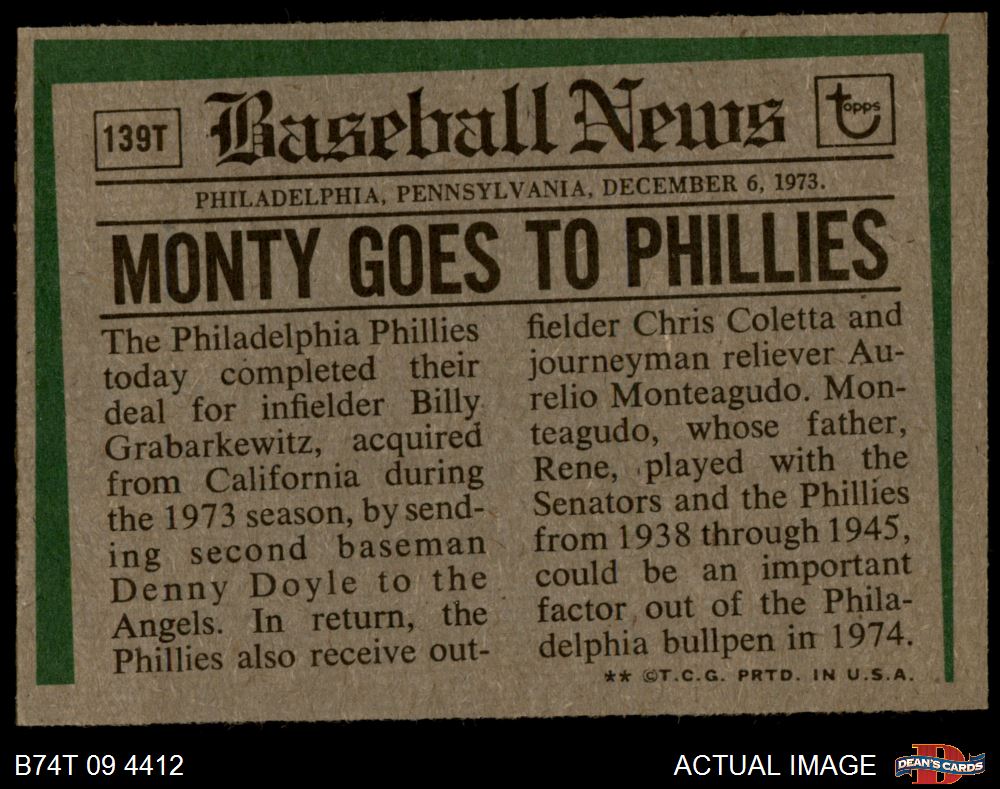 139T
Baseball News
topps
PHILADELPHIA, PENNSYLVANIA, DECEMBER 6, 1973.
MONTY GOES TO PHILLIES
The Philadelphia Phillies
today completed their
deal for infielder Billy
Grabarkewitz, acquired
from California during
the 1973 season, by send-
ing second baseman
Denny Doyle to the
Angels. In return, the
Phillies also receive out-
fielder Chris Coletta and
journeyman reliever Au-
relio Monteagudo. Mon-
teagudo, whose father,
Rene, played with the
Senators and the Phillies
from 1938 through 1945,
could be an important
factor out of the Phila-
delphia bullpen in 1974.
** ©T.C.G. PRTD. IN U.S.A.
B74T 09 4412
ACTUAL IMAGE
DEAN'S CARDS